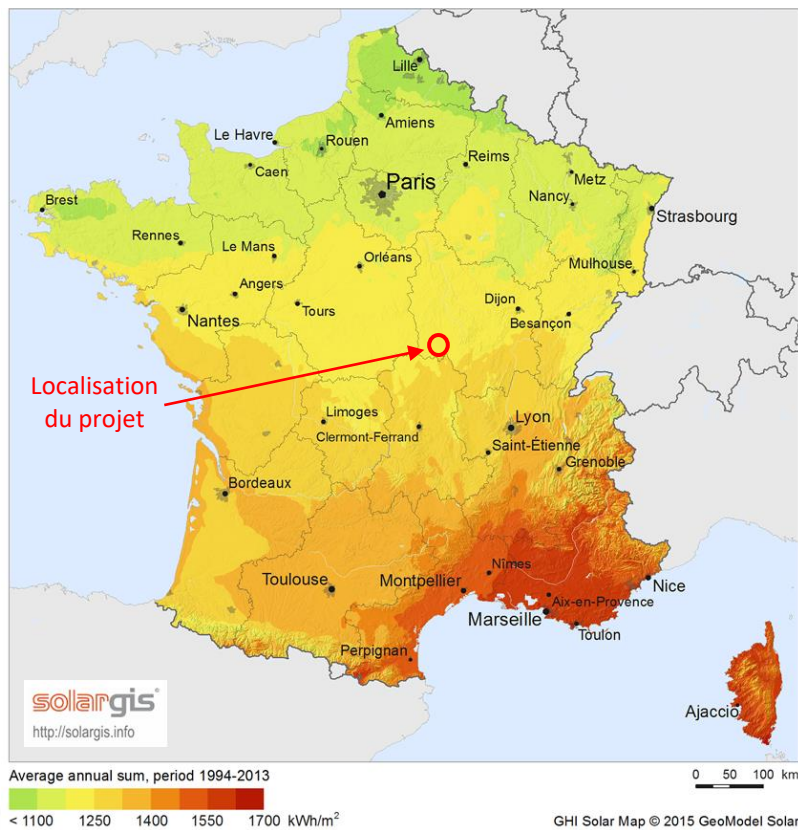 Lille
Amiens
Le Havre
Rouen
Reims
Caen
Metz
Paris
Nancy
Brest
Strasbourg
Rennes
Le Mans
Orléans
Mulhouse
Angers
Dijon
Tours
Nantes
Besançon
Localisation
du projet
Limoges
Lyon
Clermont-Ferrand
Saint-Étienne
Grenoble
Bordeaux
Nîmes
Toulouse
Montpellier
Nice
Aix-en-Provence
Marseille
Toulon
Perpignan
solargis
http://solargis.info
Ajaccio
Average annual sum, period 1994-2013
0 50 100 km
< 1100 1250 1400 1550 1700 kWh/m²
GHI Solar Map © 2015 GeoModel Solar